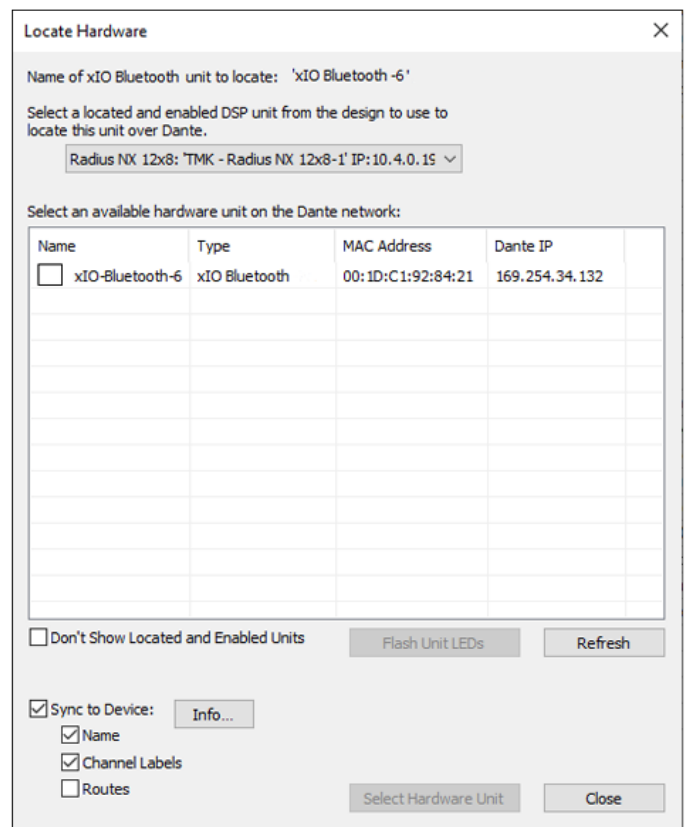 Locate Hardware
Name of xIO Bluetooth unit to locate: 'xIO Bluetooth -6'
Select a located and enabled DSP unit from the design to use to
locate this unit over Dante.
Radius NX 12x8: 'TMK - Radius NX 12x8-1' IP:10.4.0.19
Select an available hardware unit on the Dante network:
Name Type MAC Address Dante IP
xIO-Bluetooth-6 xIO Bluetooth 00:1D:C1:92:84:21 169.254.34.132
Don't Show Located and Enabled Units Flash Unit LEDs Refresh
Sync to Device: Info...
Name
Channel Labels
Routes Select Hardware Unit Close